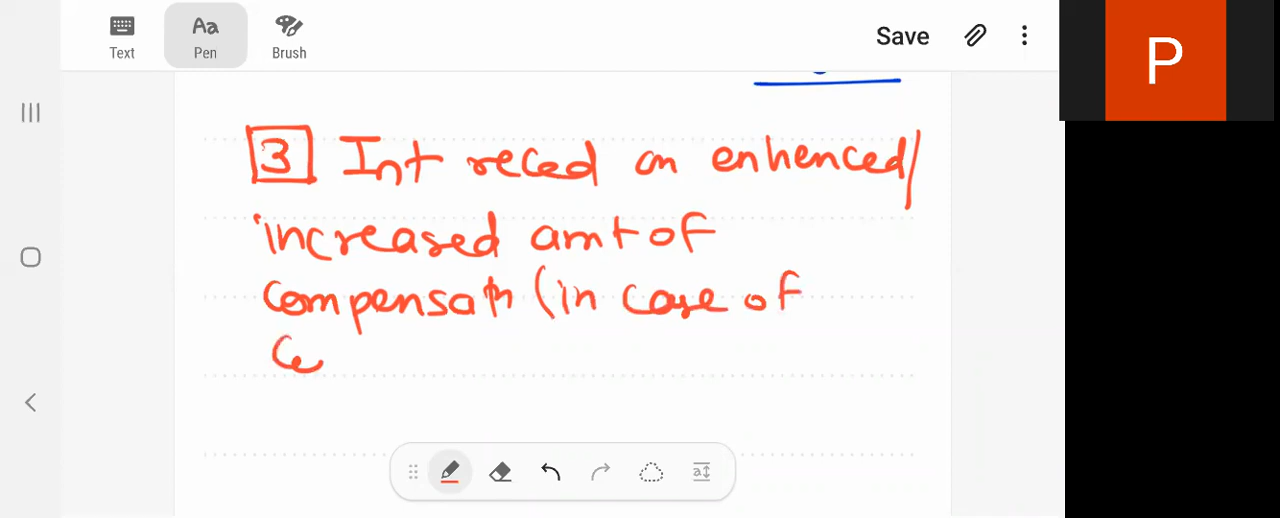 Text
Pen
Brush
Save
P
3 Int reced on enhenced/
increased amt of
compensatn (in case of